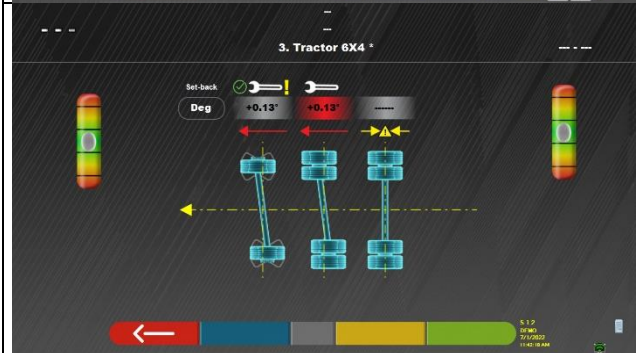 - - -
---
---
3. Tractor 6X4 *
--- - ---
Set-back
Deg +0.13° +0.13° ------
S 1.2
DEMO
7/1/2022
11:42:18 AM